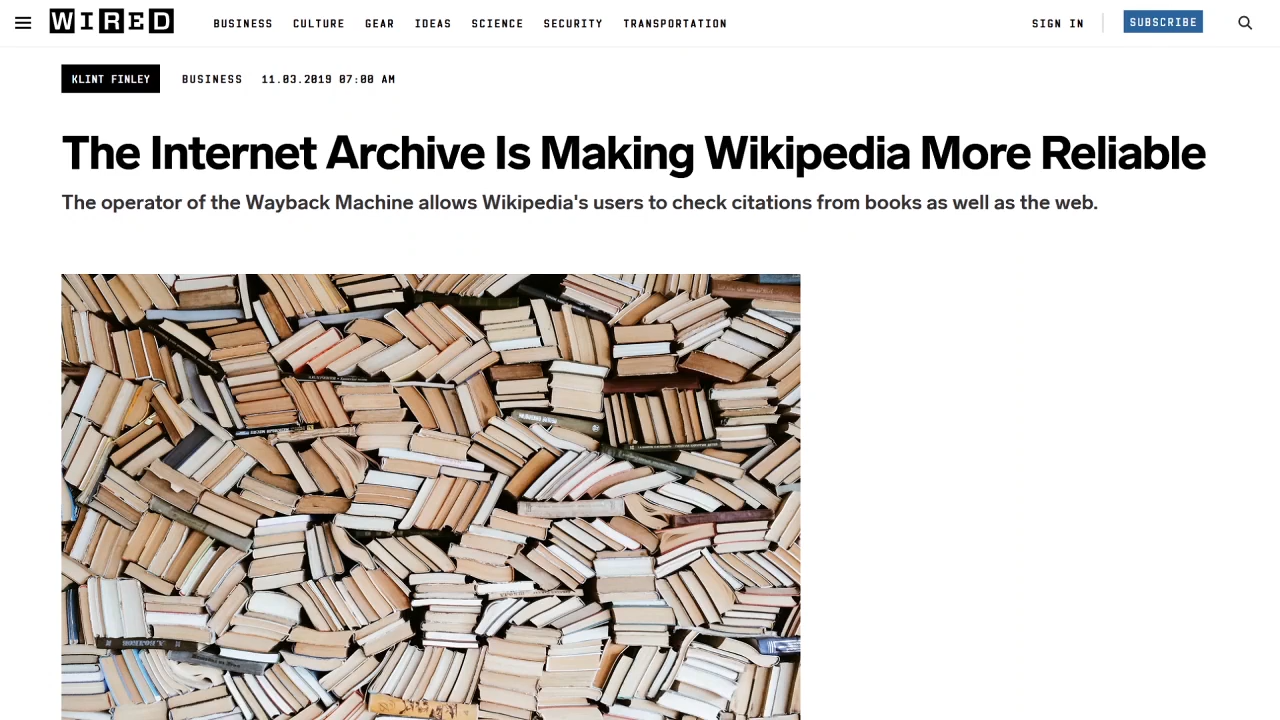 WIRED
BUSINESS CULTURE GEAR IDEAS SCIENCE SECURITY TRANSPORTATION
SIGN IN
SUBSCRIBE
KLINT FINLEY BUSINESS 11.03.2019 07:00 AM
The Internet Archive Is Making Wikipedia More Reliable
The operator of the Wayback Machine allows Wikipedia's users to check citations from books as well as the web.